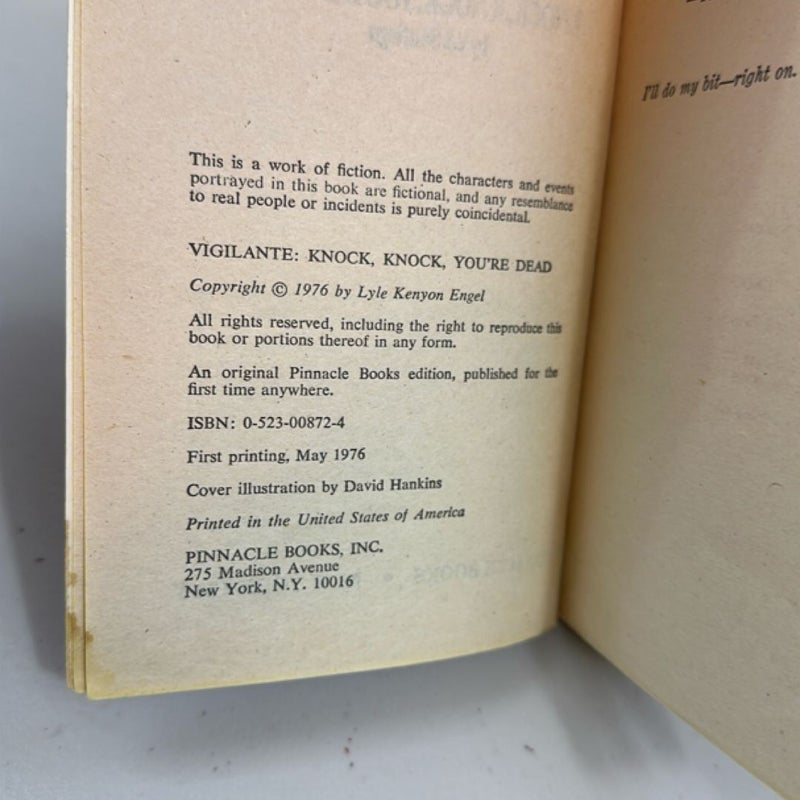 This is a work of fiction. All the characters and events
portrayed in this book are fictional, and any resemblance
to real people or incidents is purely coincidental.
VIGILANTE: KNOCK, KNOCK, YOU'RE DEAD
Copyright © 1976 by Lyle Kenyon Engel
All rights reserved, including the right to reproduce this
book or portions thereof in any form.
An original Pinnacle Books edition, published for the
first time anywhere.
ISBN: 0-523-00872-4
First printing, May 1976
Cover illustration by David Hankins
Printed in the United States of America
PINNACLE BOOKS, INC.
275 Madison Avenue
New York, N.Y. 10016
I'll do my bit—right on.